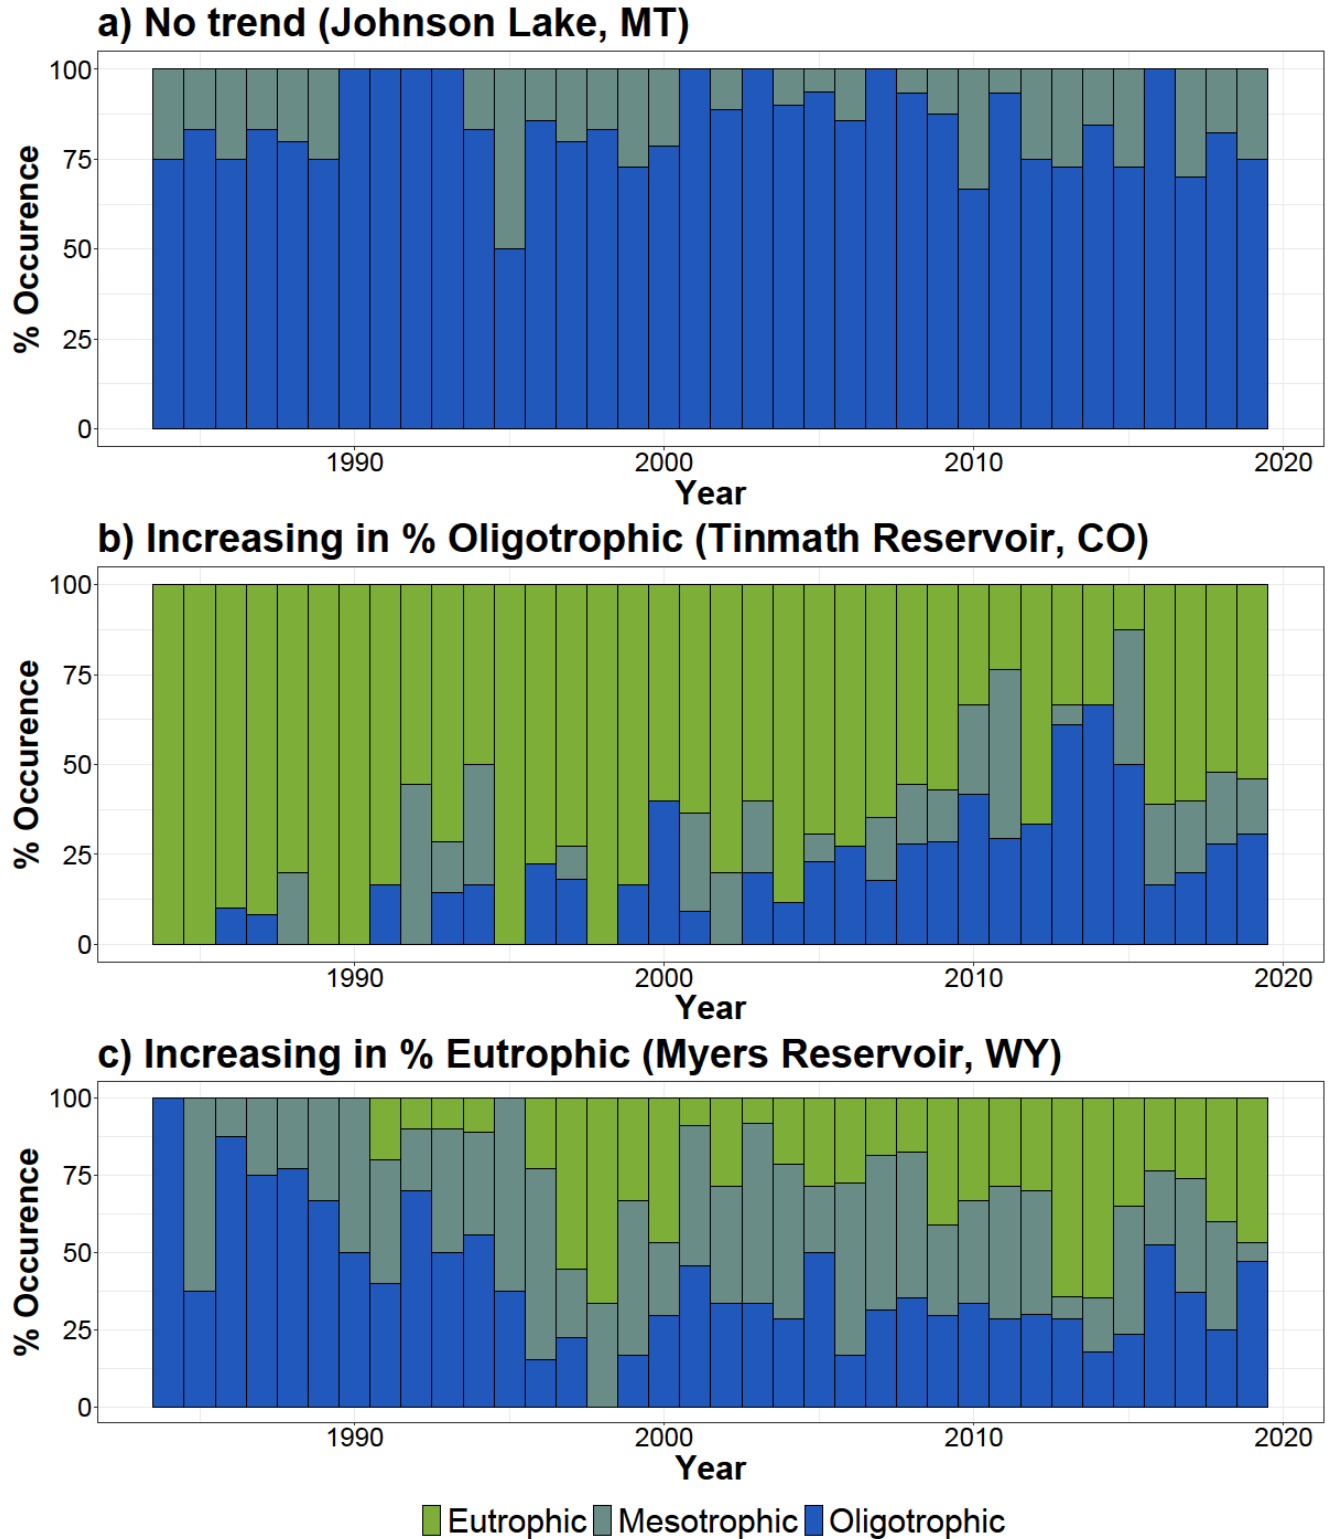 a) No trend (Johnson Lake, MT)
100
75
50
25
0
% Occurence
1990 2000 2010 2020
Year
b) Increasing in % Oligotrophic (Tinmath Reservoir, CO)
100
75
50
25
0
% Occurence
1990 2000 2010 2020
Year
c) Increasing in % Eutrophic (Myers Reservoir, WY)
100
75
50
25
0
% Occurence
1990 2000 2010 2020
Year
Eutrophic Mesotrophic Oligotrophic